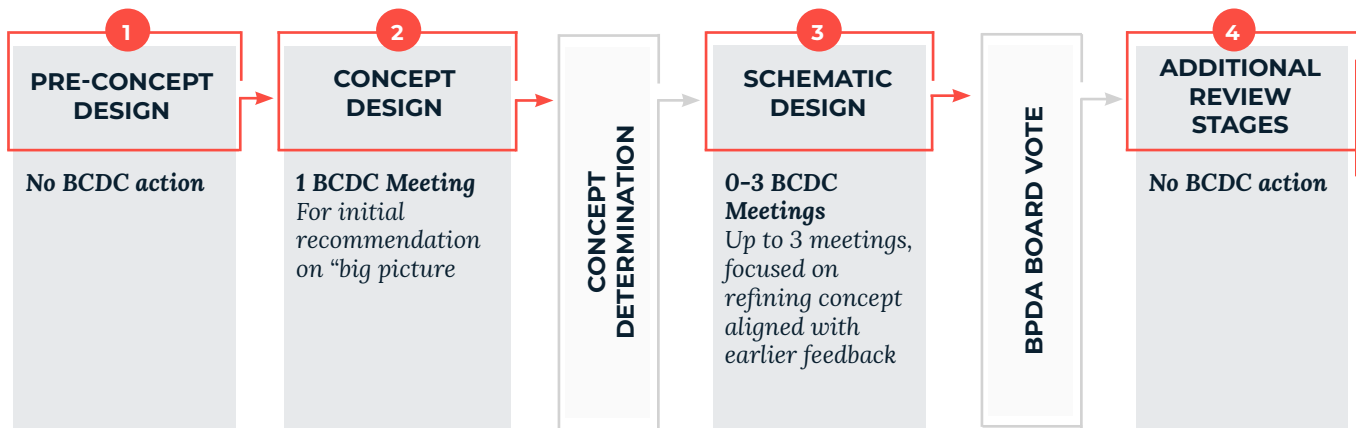 1
PRE-CONCEPT
DESIGN
No BCDC action
2
CONCEPT
DESIGN
1 BCDC Meeting
For initial
recommendation
on “big picture
CONCEPT
DETERMINATION
3
SCHEMATIC
DESIGN
0-3 BCDC
Meetings
Up to 3 meetings,
focused on
refining concept
aligned with
earlier feedback
BPDA BOARD VOTE
4
ADDITIONAL
REVIEW
STAGES
No BCDC action